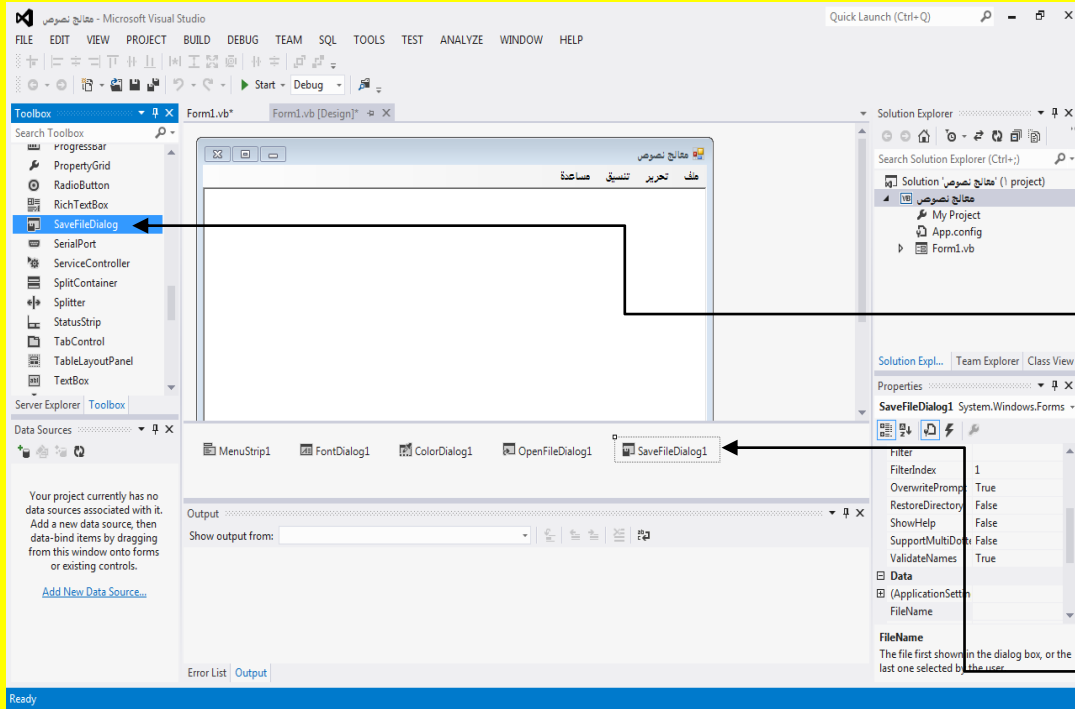 معالج نصوص - Microsoft Visual Studio
Quick Launch (Ctrl+Q)
FILE EDIT VIEW PROJECT BUILD DEBUG TEAM SQL TOOLS TEST ANALYZE WINDOW HELP
Start Debug
Toolbox
Search Toolbox
ProgressBar
PropertyGrid
RadioButton
RichTextBox
SaveFileDialog
SerialPort
ServiceController
SplitContainer
Splitter
StatusStrip
TabControl
TableLayoutPanel
TextBox
Server Explorer Toolbox
Data Sources
Your project currently has no
data sources associated with it.
Add a new data source, then
data-bind items by dragging
from this window onto forms
or existing controls.
Add New Data Source...
Form1.vb* Form1.vb [Design]*
معالج نصوص
ملف تحرير تنسيق مساعدة
MenuStrip1 FontDialog1 ColorDialog1 OpenFileDialog1 SaveFileDialog1
Output
Show output from:
Error List Output
Solution Explorer
Search Solution Explorer (Ctrl+;)
Solution 'معالج نصوص' (١ project)
معالج نصوص
My Project
App.config
Form1.vb
Solution Expl... Team Explorer Class View
Properties
SaveFileDialog1 System.Windows.Forms
Filter
FilterIndex 1
OverwritePrompt True
RestoreDirectory False
ShowHelp False
SupportMultiDotte False
ValidateNames True
Data
(ApplicationSettin
FileName
FileName
The file first shown in the dialog box, or the
last one selected by the user.
Ready